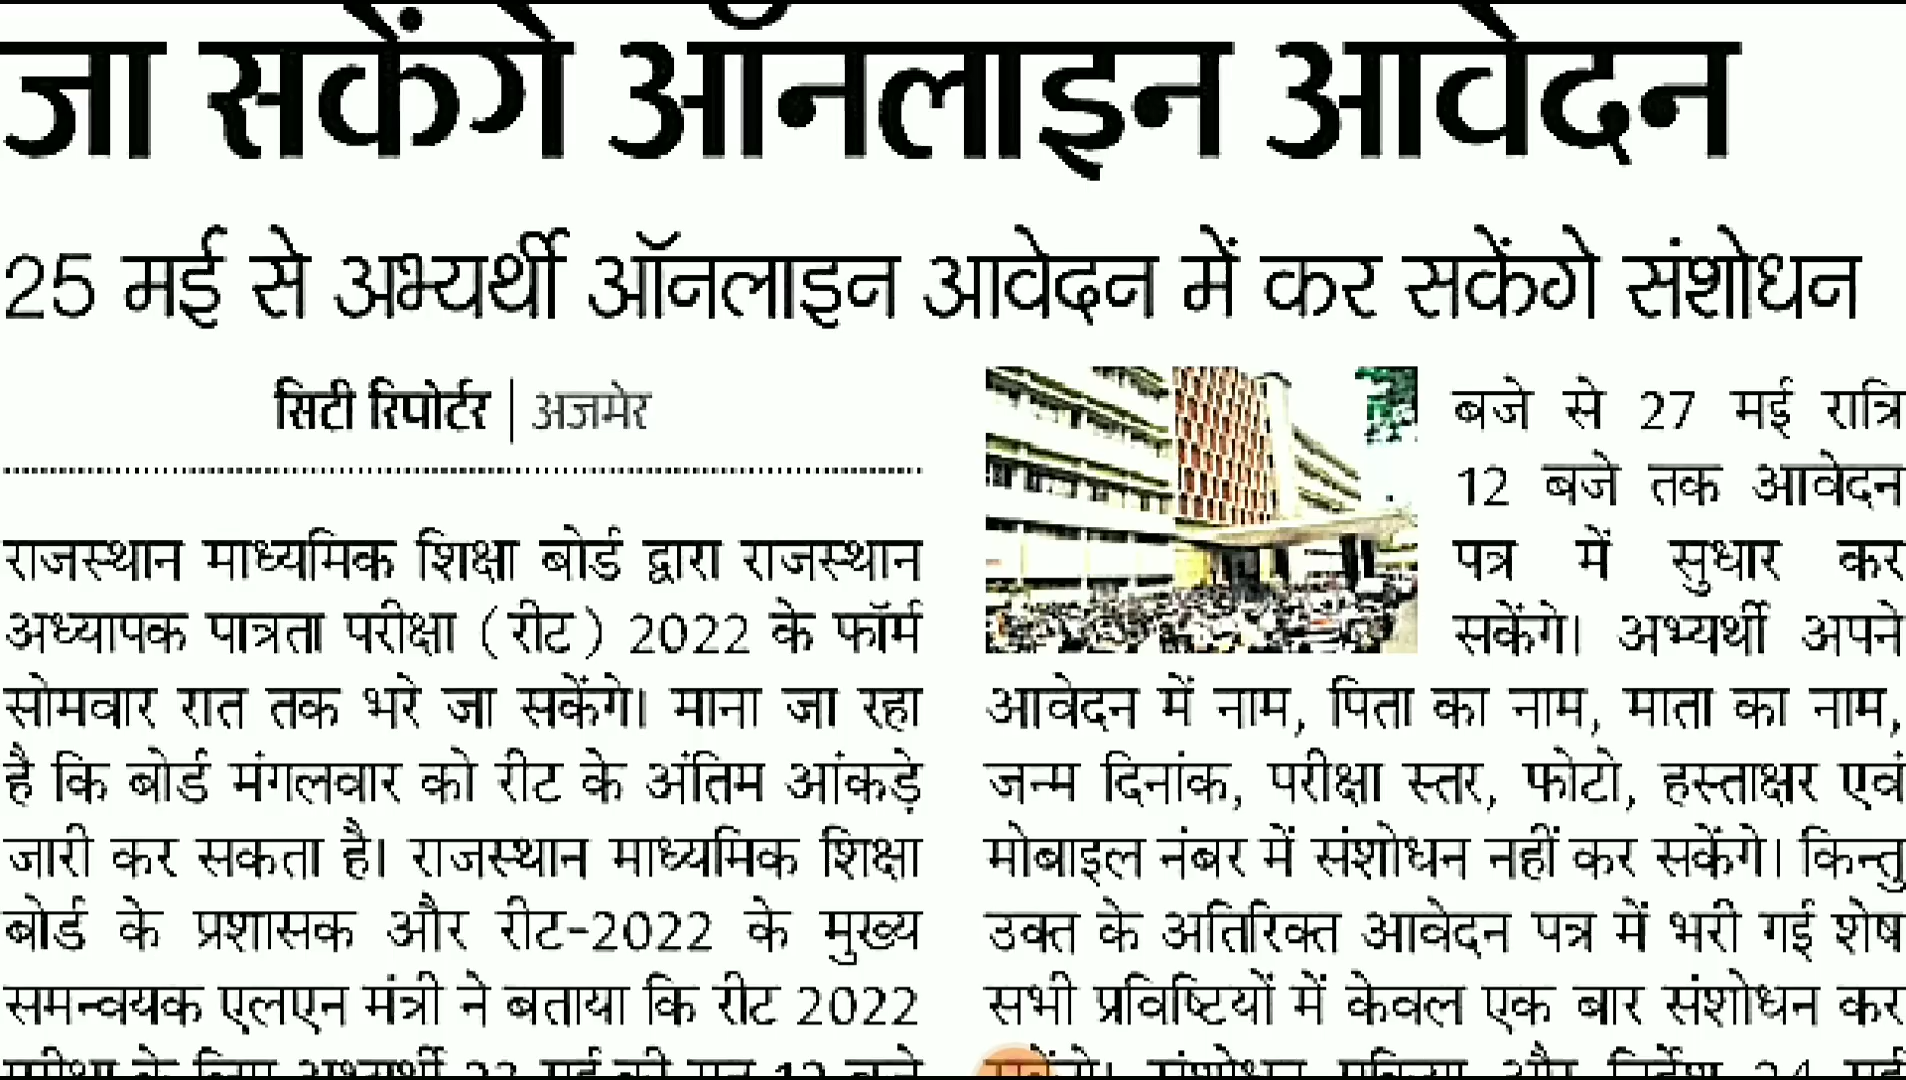 जा सकेंगे ऑनलाइन आवेदन
25 मई से अभ्यर्थी ऑनलाइन आवेदन में कर सकेंगे संशोधन
सिटी रिपोर्टर | अजमेर
राजस्थान माध्यमिक शिक्षा बोर्ड द्वारा राजस्थान
अध्यापक पात्रता परीक्षा (रीट) 2022 के फॉर्म
सोमवार रात तक भरे जा सकेंगे। माना जा रहा
है कि बोर्ड मंगलवार को रीट के अंतिम आंकड़े
जारी कर सकता है। राजस्थान माध्यमिक शिक्षा
बोर्ड के प्रशासक और रीट-2022 के मुख्य
समन्वयक एलएन मंत्री ने बताया कि रीट 2022
बजे से 27 मई रात्रि
12 बजे तक आवेदन
पत्र में सुधार कर
सकेंगे। अभ्यर्थी अपने
आवेदन में नाम, पिता का नाम, माता का नाम,
जन्म दिनांक, परीक्षा स्तर, फोटो, हस्ताक्षर एवं
मोबाइल नंबर में संशोधन नहीं कर सकेंगे। किन्तु
उक्त के अतिरिक्त आवेदन पत्र में भरी गई शेष
सभी प्रविष्टियों में केवल एक बार संशोधन कर